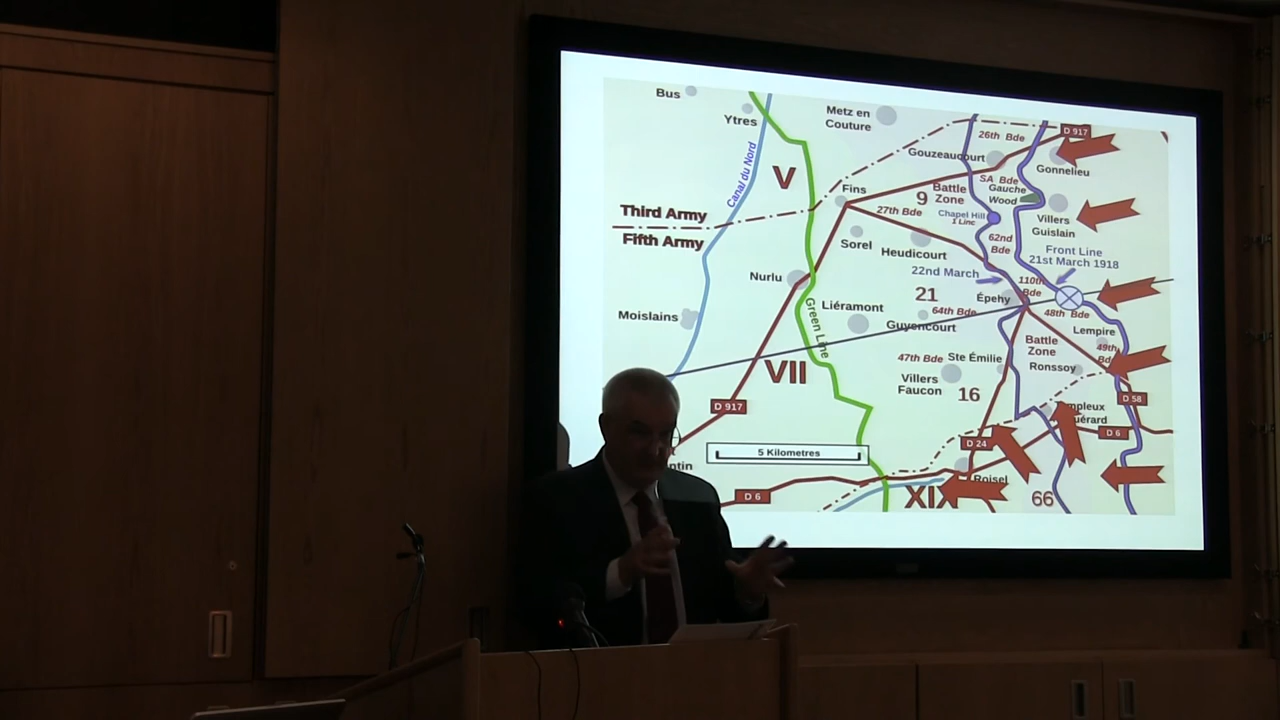 Bus
Ytres
Metz en
Couture
26th Bde
D 917
Gouzeaucourt
Gonnelieu
Canal du Nord
V
Fins
9
Battle
Zone
SA Bde
Gauche
Wood
Third Army
27th Bde
Chapel Hill
1 Linc
Villers
Guislain
Fifth Army
Sorel
Heudicourt
62nd
Bde
Front Line
21st March 1918
Nurlu
22nd March
110th
Bde
21
Épehy
Liéramont
64th Bde
48th Bde
Moislains
Green Line
Guyencourt
Lempire
Battle
Zone
49th
47th Bde
Ste Émilie
Ronssoy
VII
Villers
Faucon
16
D 58
D 917
D 6
D 24
5 Kilometres
Roisel
D 6
XIX
66